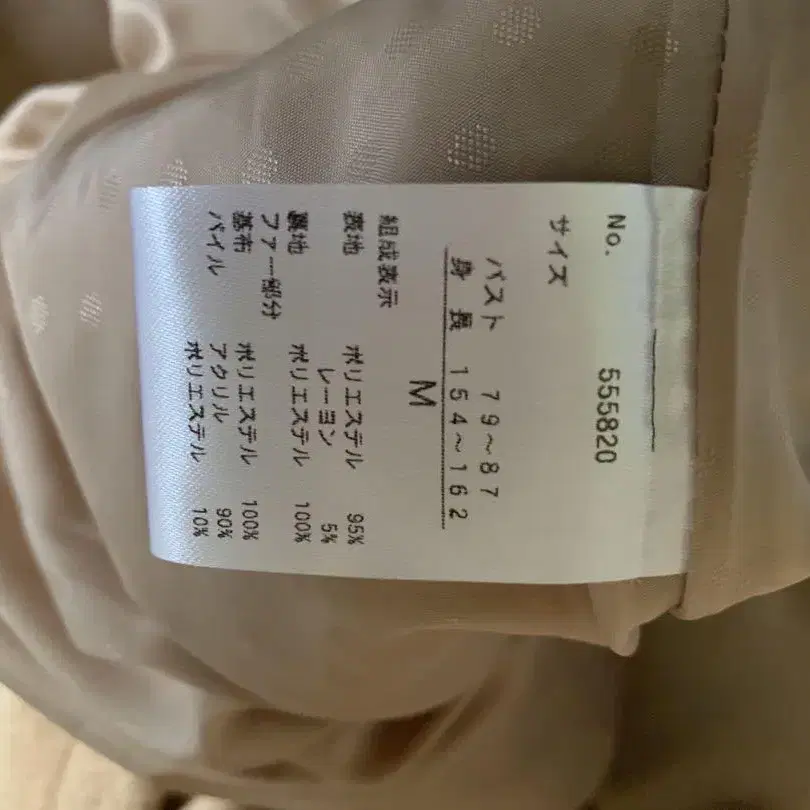 No. 555820
サイズ
バスト 79～87
身長 154～162
M
組成表示
表地 ポリエステル 95%
レーヨン 5%
裏地 ポリエステル 100%
ファー部分
基布 ポリエステル 100%
パイル アクリル 90%
ポリエステル 10%